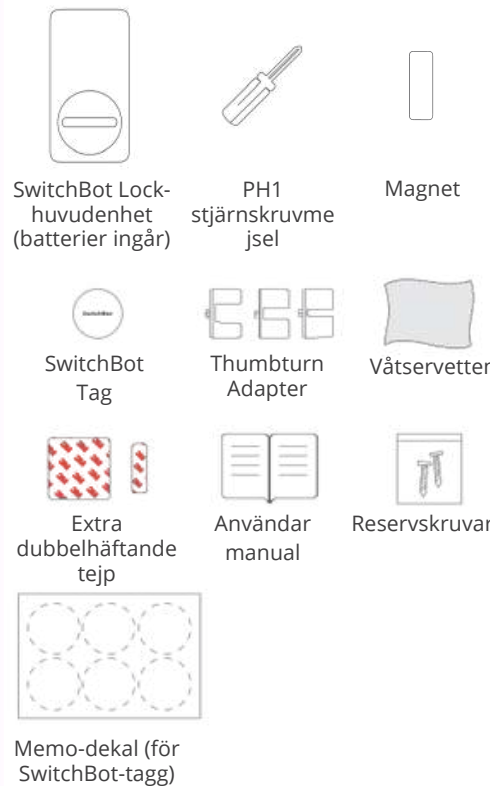 SwitchBot Lock-
huvudenhet
(batterier ingår)
PH1
stjärnskruvme
jsel
Magnet
SwitchBot
SwitchBot
Tag
Thumbturn
Adapter
Våtservetter
Extra
dubbelhäftande
tejp
Användar
manual
Reservskruvar
Memo-dekal (för
SwitchBot-tagg)